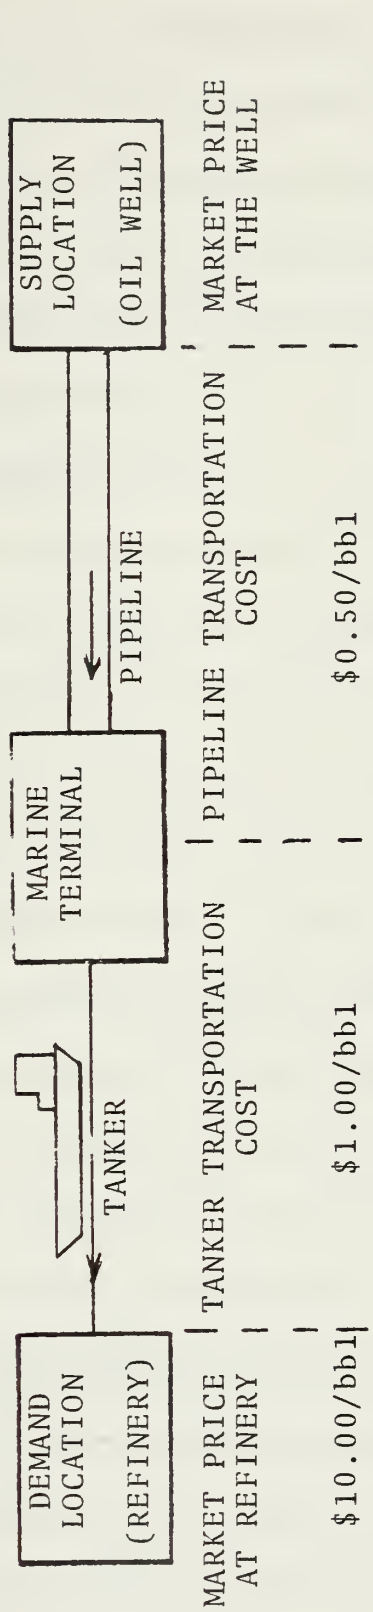 DEMAND
LOCATION
(REFINERY)
TANKER
MARINE
TERMINAL
PIPELINE
SUPPLY
LOCATION
(OIL WELL)
MARKET PRICE
AT REFINERY
TANKER TRANSPORTATION
COST
PIPELINE TRANSPORTATION
COST
MARKET PRICE
AT THE WELL
$10.00/bbl
$1.00/bbl
$0.50/bbl